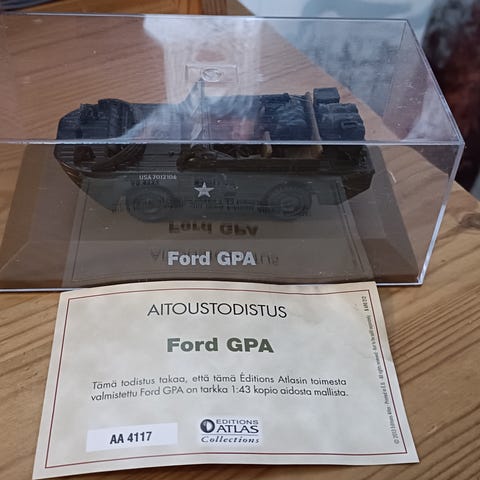 USA 7012104
Ford GPA
AITOUSTODISTUS
Ford GPA
Tämä todistus takaa, että tämä Éditions Atlasin toimesta
valmistettu Ford GPA on tarkka 1:43 kopio aidosta mallista.
AA 4117
EDITIONS
ATLAS
Collections